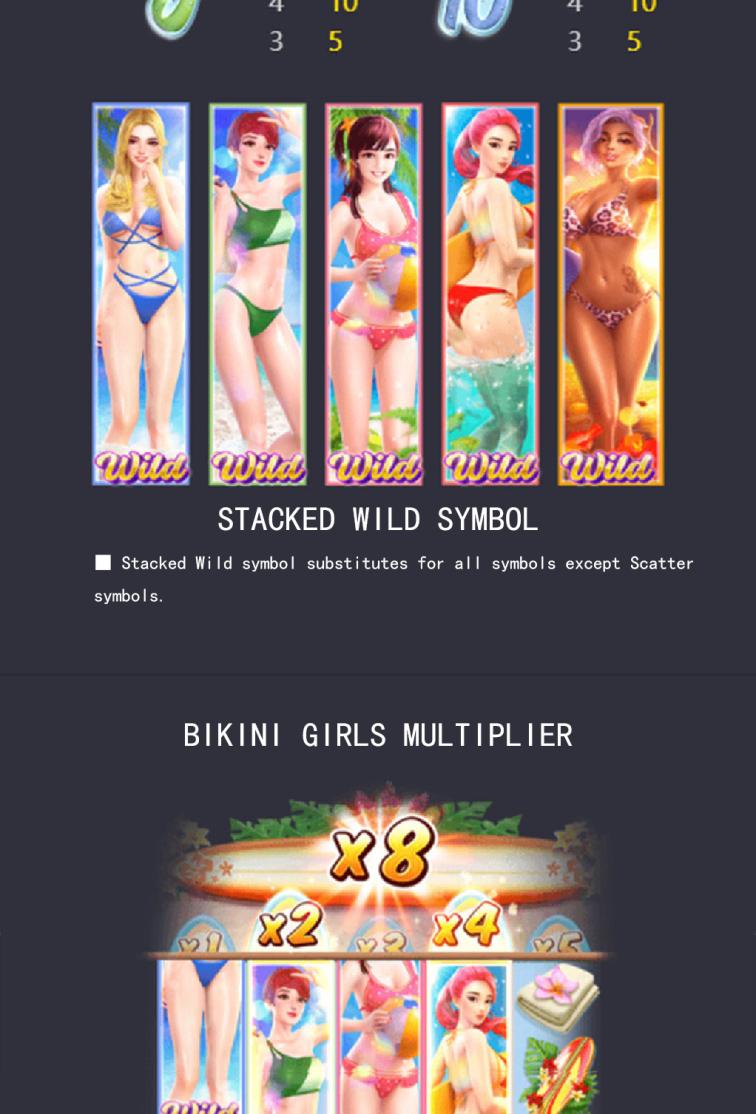 4 10 4 10
3 5 3 5
Wild Wild Wild Wild Wild
STACKED WILD SYMBOL
■ Stacked Wild symbol substitutes for all symbols except Scatter
symbols.
BIKINI GIRLS MULTIPLIER
x8
x1 x2 x3 x4 x5
Wild